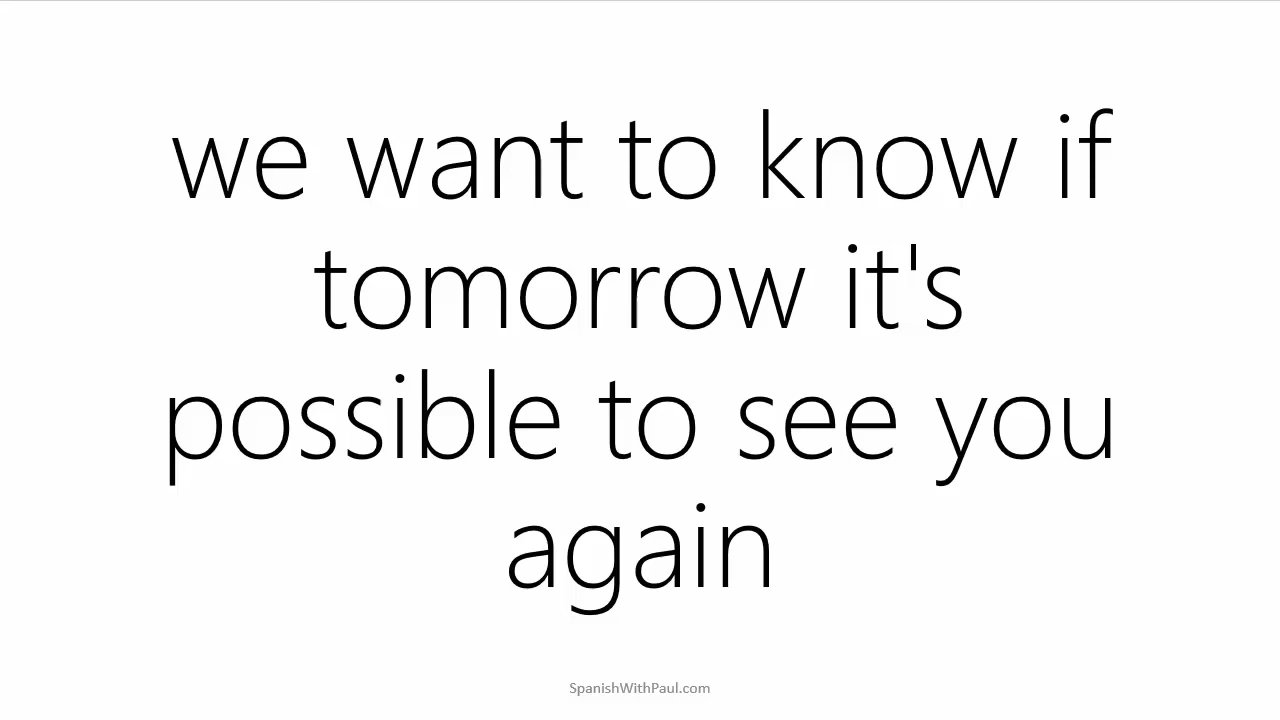 we want to know if
tomorrow it's
possible to see you
again
SpanishWithPaul.com